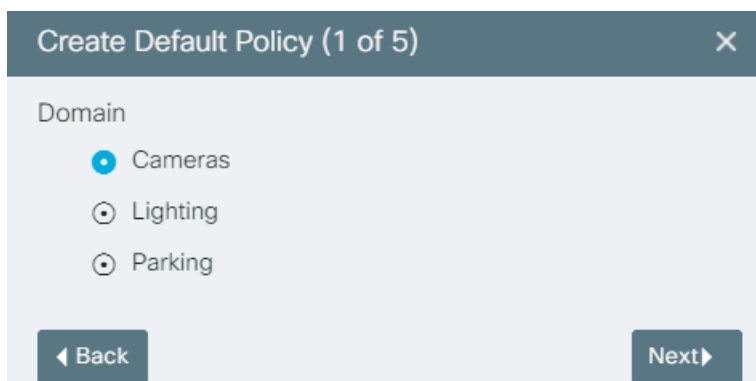 Create Default Policy (1 of 5)
Domain
Cameras
Lighting
Parking
Back
Next